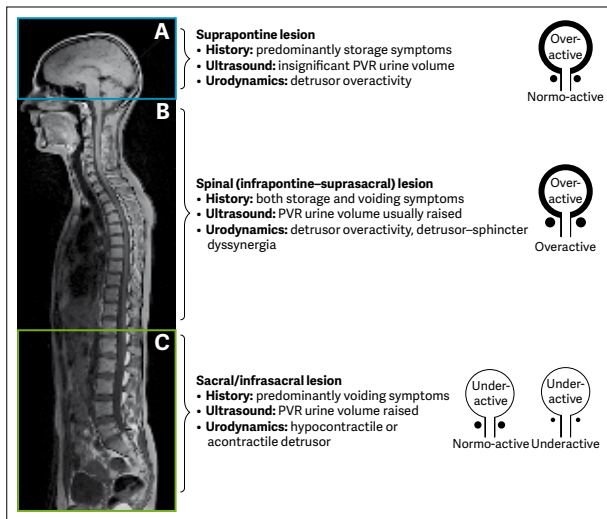 A
Suprapontine lesion
• History: predominantly storage symptoms
• Ultrasound: insignificant PVR urine volume
• Urodynamics: detrusor overactivity
Over-
active
Normo-active
B
Spinal (infrapontine–suprasacral) lesion
• History: both storage and voiding symptoms
• Ultrasound: PVR urine volume usually raised
• Urodynamics: detrusor overactivity, detrusor–sphincter
dyssynergia
Over-
active
Overactive
C
Sacral/infrasacral lesion
• History: predominantly voiding symptoms
• Ultrasound: PVR urine volume raised
• Urodynamics: hypocontractile or
acontractile detrusor
Under-
active
Normo-active
Under-
active
Underactive